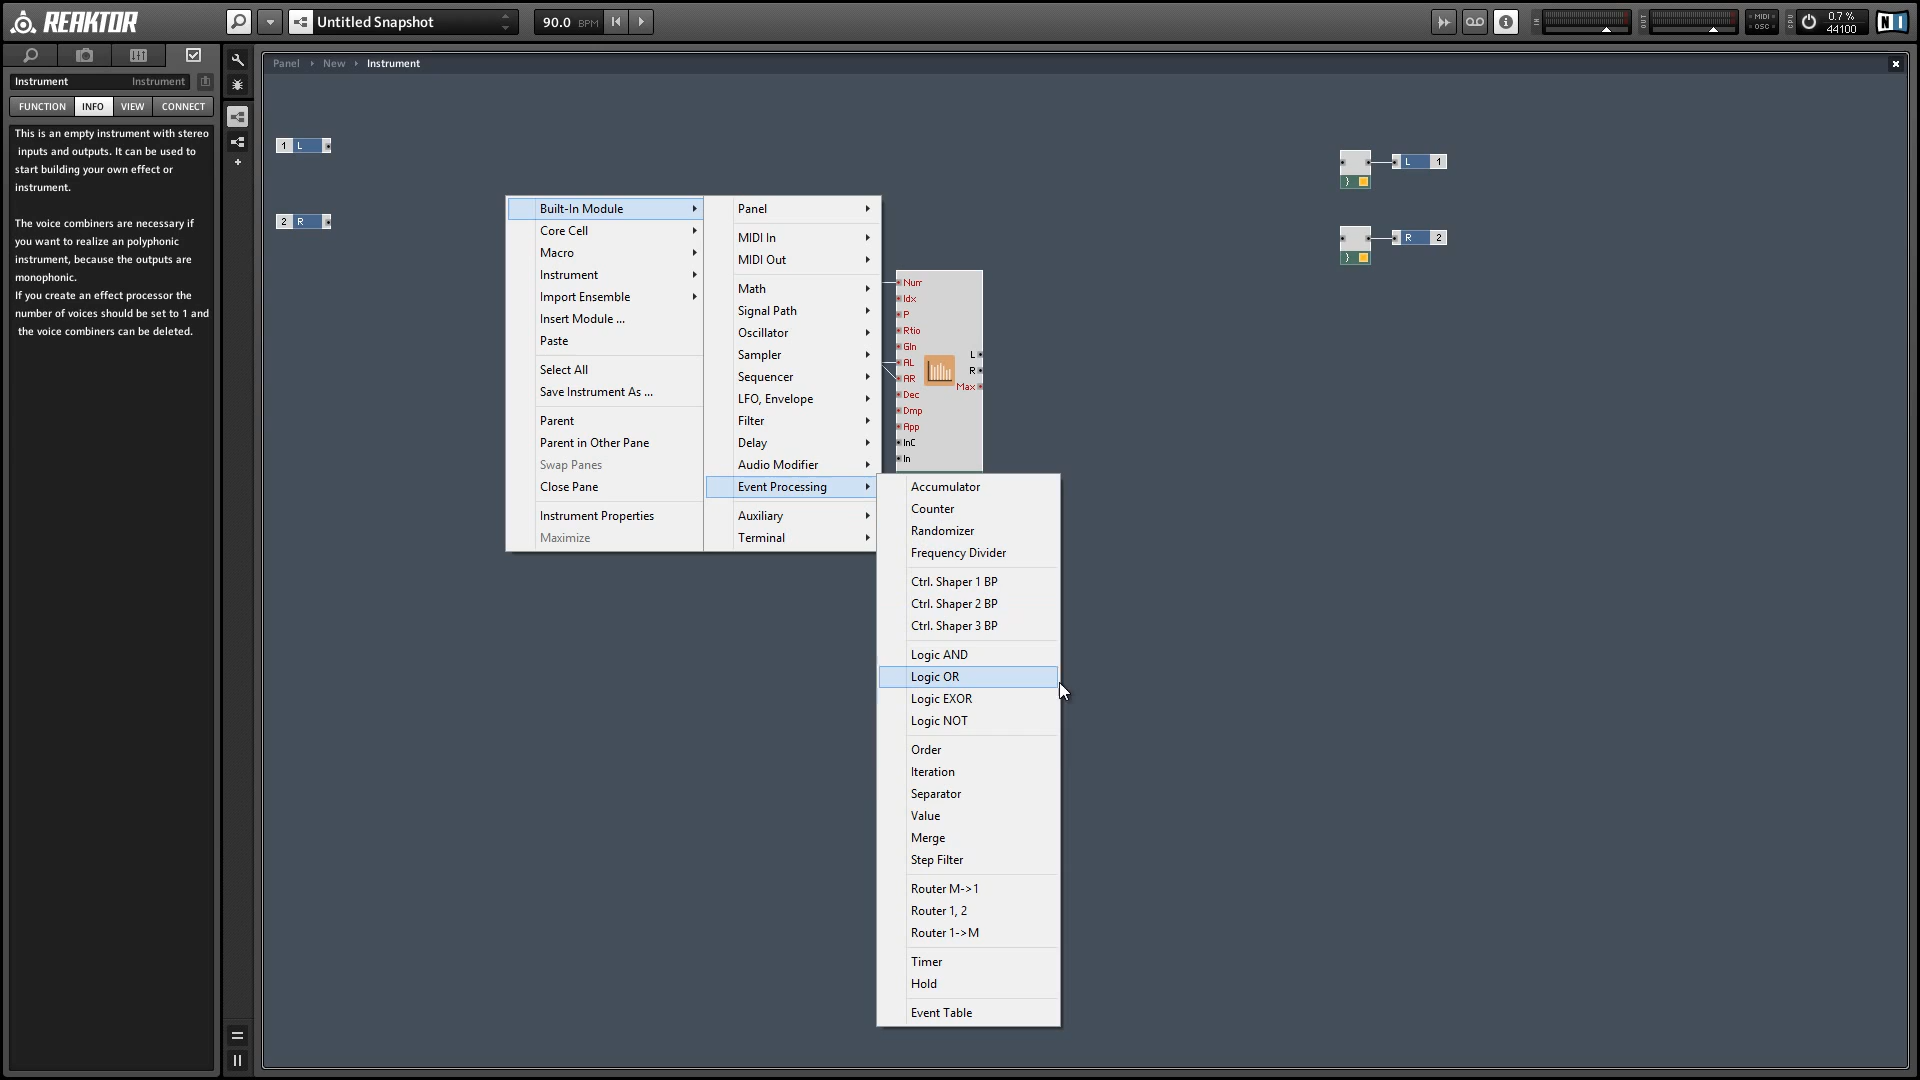 REAKTOR
Untitled Snapshot
90.0 BPM
IN
OUT
MIDI
OSC
CPU
0.7 %
44100
Instrument Instrument
FUNCTION INFO VIEW CONNECT
This is an empty instrument with stereo
inputs and outputs. It can be used to
start building your own effect or
instrument.
The voice combiners are necessary if
you want to realize an polyphonic
instrument, because the outputs are
monophonic.
If you create an effect processor the
number of voices should be set to 1 and
the voice combiners can be deleted.
Panel New Instrument
1 L
2 R
L 1
R 2
Built-In Module
Core Cell
Macro
Instrument
Import Ensemble
Insert Module ...
Paste
Select All
Save Instrument As ...
Parent
Parent in Other Pane
Swap Panes
Close Pane
Instrument Properties
Maximize
Panel
MIDI In
MIDI Out
Math
Signal Path
Oscillator
Sampler
Sequencer
LFO, Envelope
Filter
Delay
Audio Modifier
Event Processing
Auxiliary
Terminal
Num
Idx
P
Rtio
Gln
AL
AR
Dec
Dmp
App
InC
In
L
R
Max
Accumulator
Counter
Randomizer
Frequency Divider
Ctrl. Shaper 1 BP
Ctrl. Shaper 2 BP
Ctrl. Shaper 3 BP
Logic AND
Logic OR
Logic EXOR
Logic NOT
Order
Iteration
Separator
Value
Merge
Step Filter
Router M->1
Router 1, 2
Router 1->M
Timer
Hold
Event Table